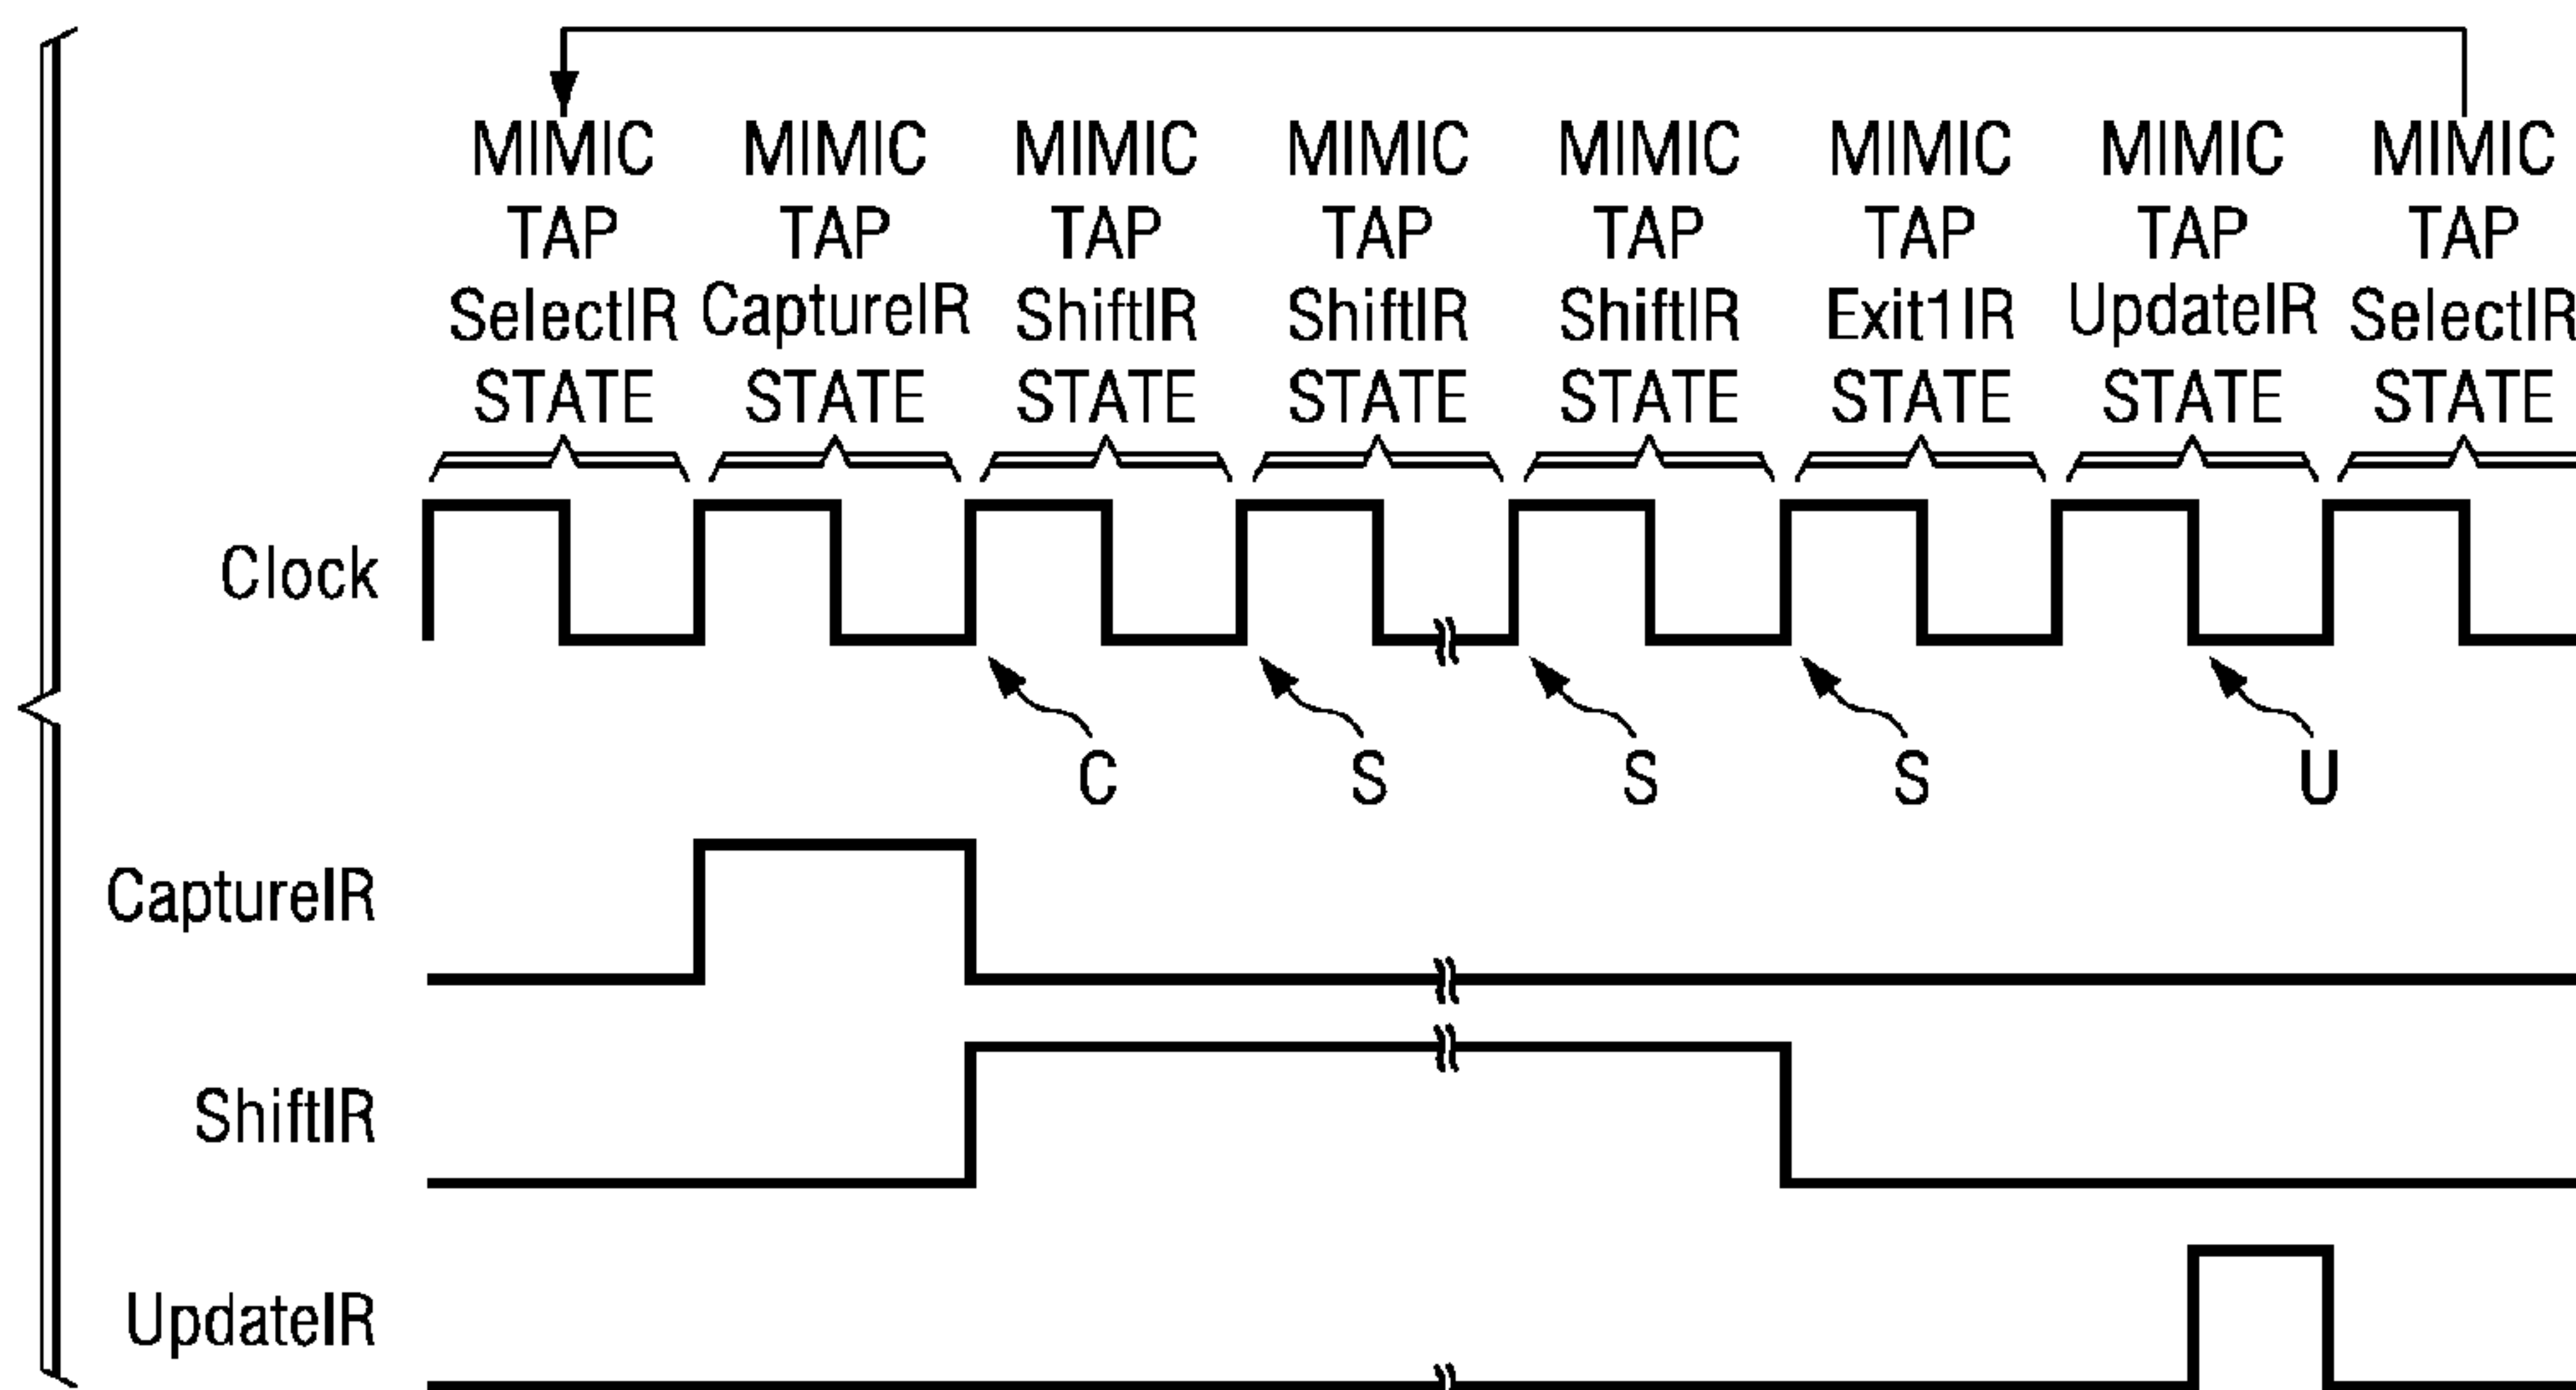 MIMIC MIMIC MIMIC MIMIC MIMIC MIMIC MIMIC MIMIC
TAP TAP TAP TAP TAP TAP TAP TAP
SelectIR CaptureIR ShiftIR ShiftIR ShiftIR Exit1IR UpdateIR SelectIR
STATE STATE STATE STATE STATE STATE STATE STATE
Clock
C S S S U
CaptureIR
ShiftIR
UpdateIR